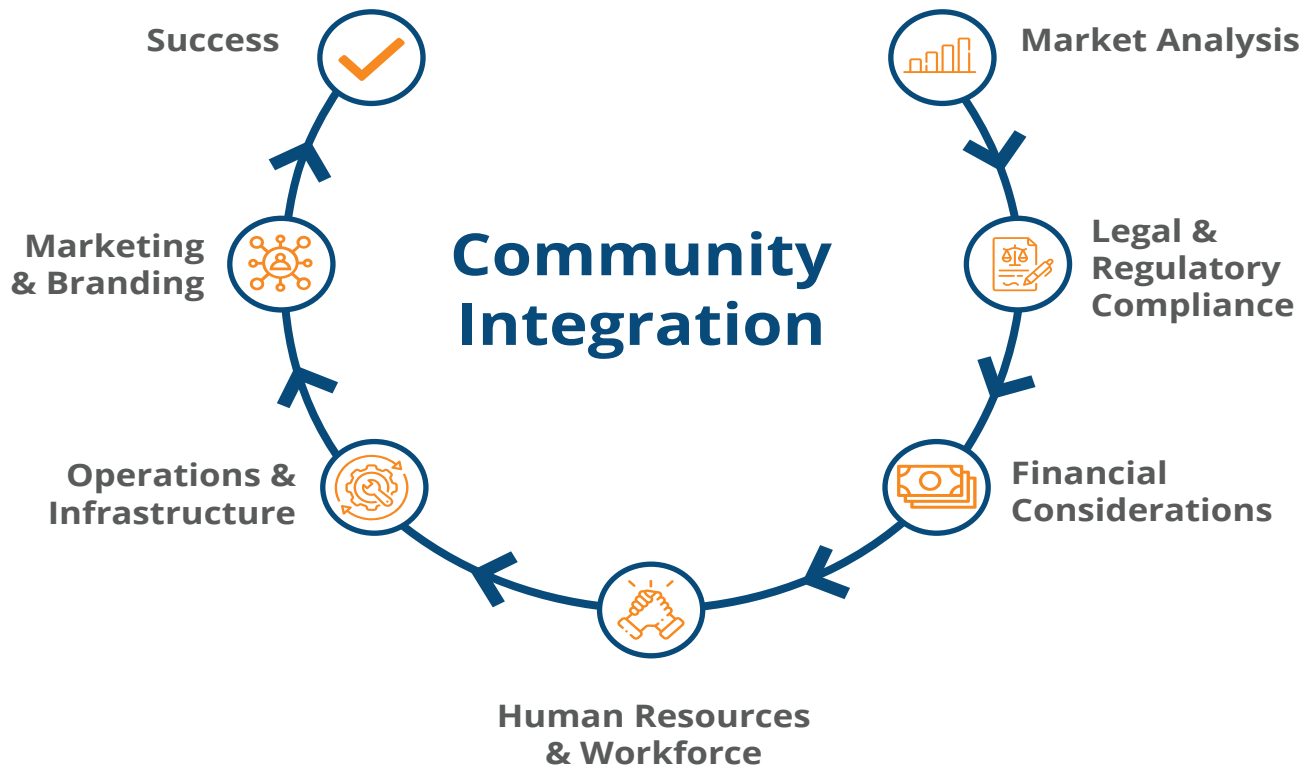 Success
Market Analysis
Community
Integration
Marketing
& Branding
Legal &
Regulatory
Compliance
Operations &
Infrastructure
Financial
Considerations
Human Resources
& Workforce